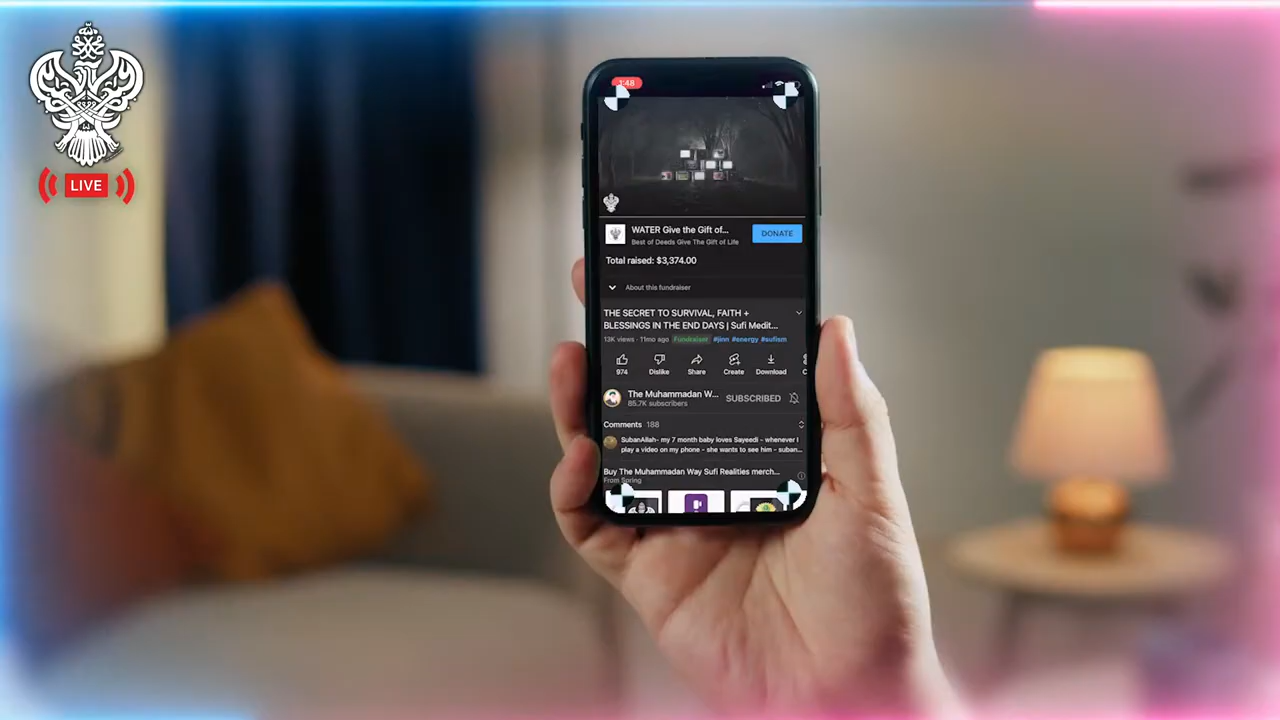 LIVE
1:48
WATER Give the Gift of...
Best of Deeds Give The Gift of Life
DONATE
Total raised: $3,374.00
About this fundraiser
THE SECRET TO SURVIVAL, FAITH +
BLESSINGS IN THE END DAYS | Sufi Medit...
13K views · 11mo ago Fundraiser #jinn #energy #sufism
974 Dislike Share Create Download C
The Muhammadan W...
85.7K subscribers
SUBSCRIBED
Comments 188
SubanAllah- my 7 month baby loves Sayeedi - whenever I
play a video on my phone - she wants to see him - suban...
Buy The Muhammadan Way Sufi Realities merch...
From Spring